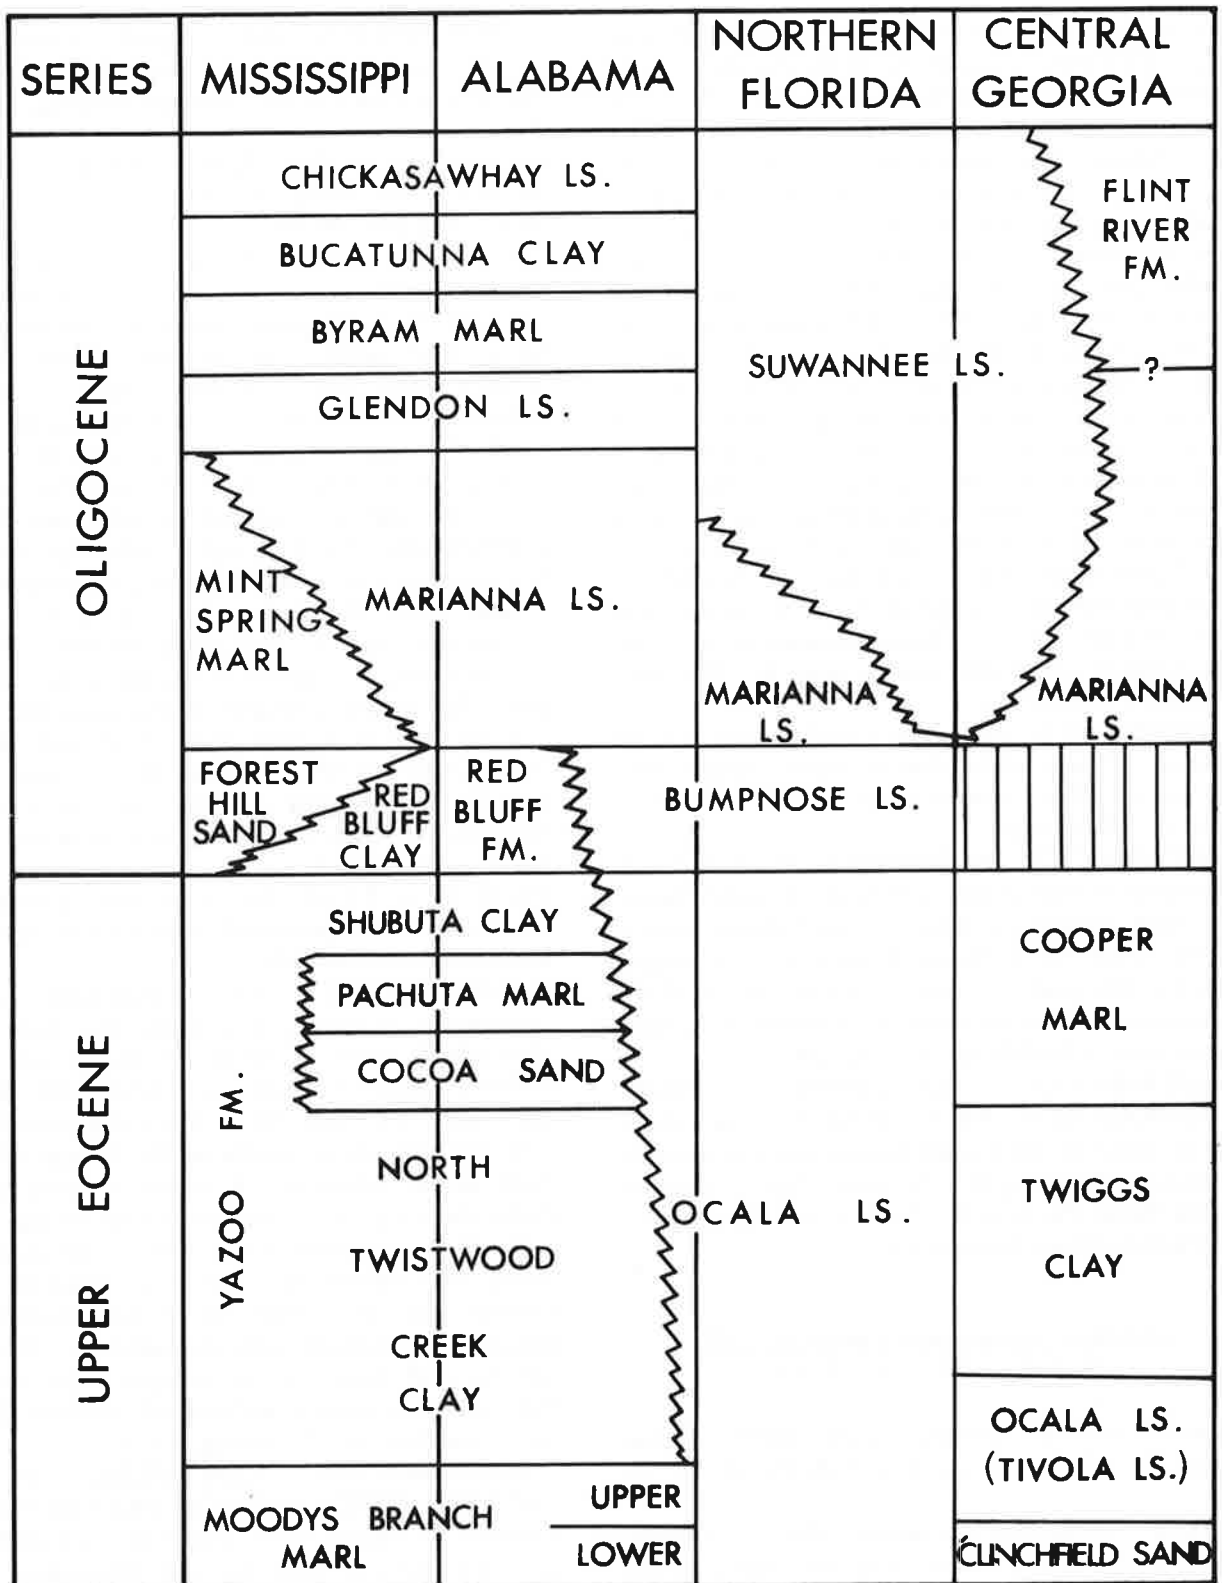 SERIES
MISSISSIPPI
ALABAMA
NORTHERN
FLORIDA
CENTRAL
GEORGIA
OLIGOCENE
CHICKASAWHAY LS.
BUCATUNNA CLAY
BYRAM MARL
GLENDON LS.
MINT
SPRING
MARL
MARIANNA LS.
FOREST
HILL
SAND
RED
BLUFF
CLAY
RED
BLUFF
FM.
SUWANNEE LS.
MARIANNA
LS.
BUMPNOSE LS.
FLINT
RIVER
FM.
?
MARIANNA
LS.
UPPER EOCENE
YAZOO FM.
SHUBUTA CLAY
PACHUTA MARL
COCOA SAND
NORTH
TWISTWOOD
CREEK
CLAY
MOODYS BRANCH
MARL
UPPER
LOWER
OCALA LS.
COOPER
MARL
TWIGGS
CLAY
OCALA LS.
(TIVOLA LS.)
CLINCHFIELD SAND